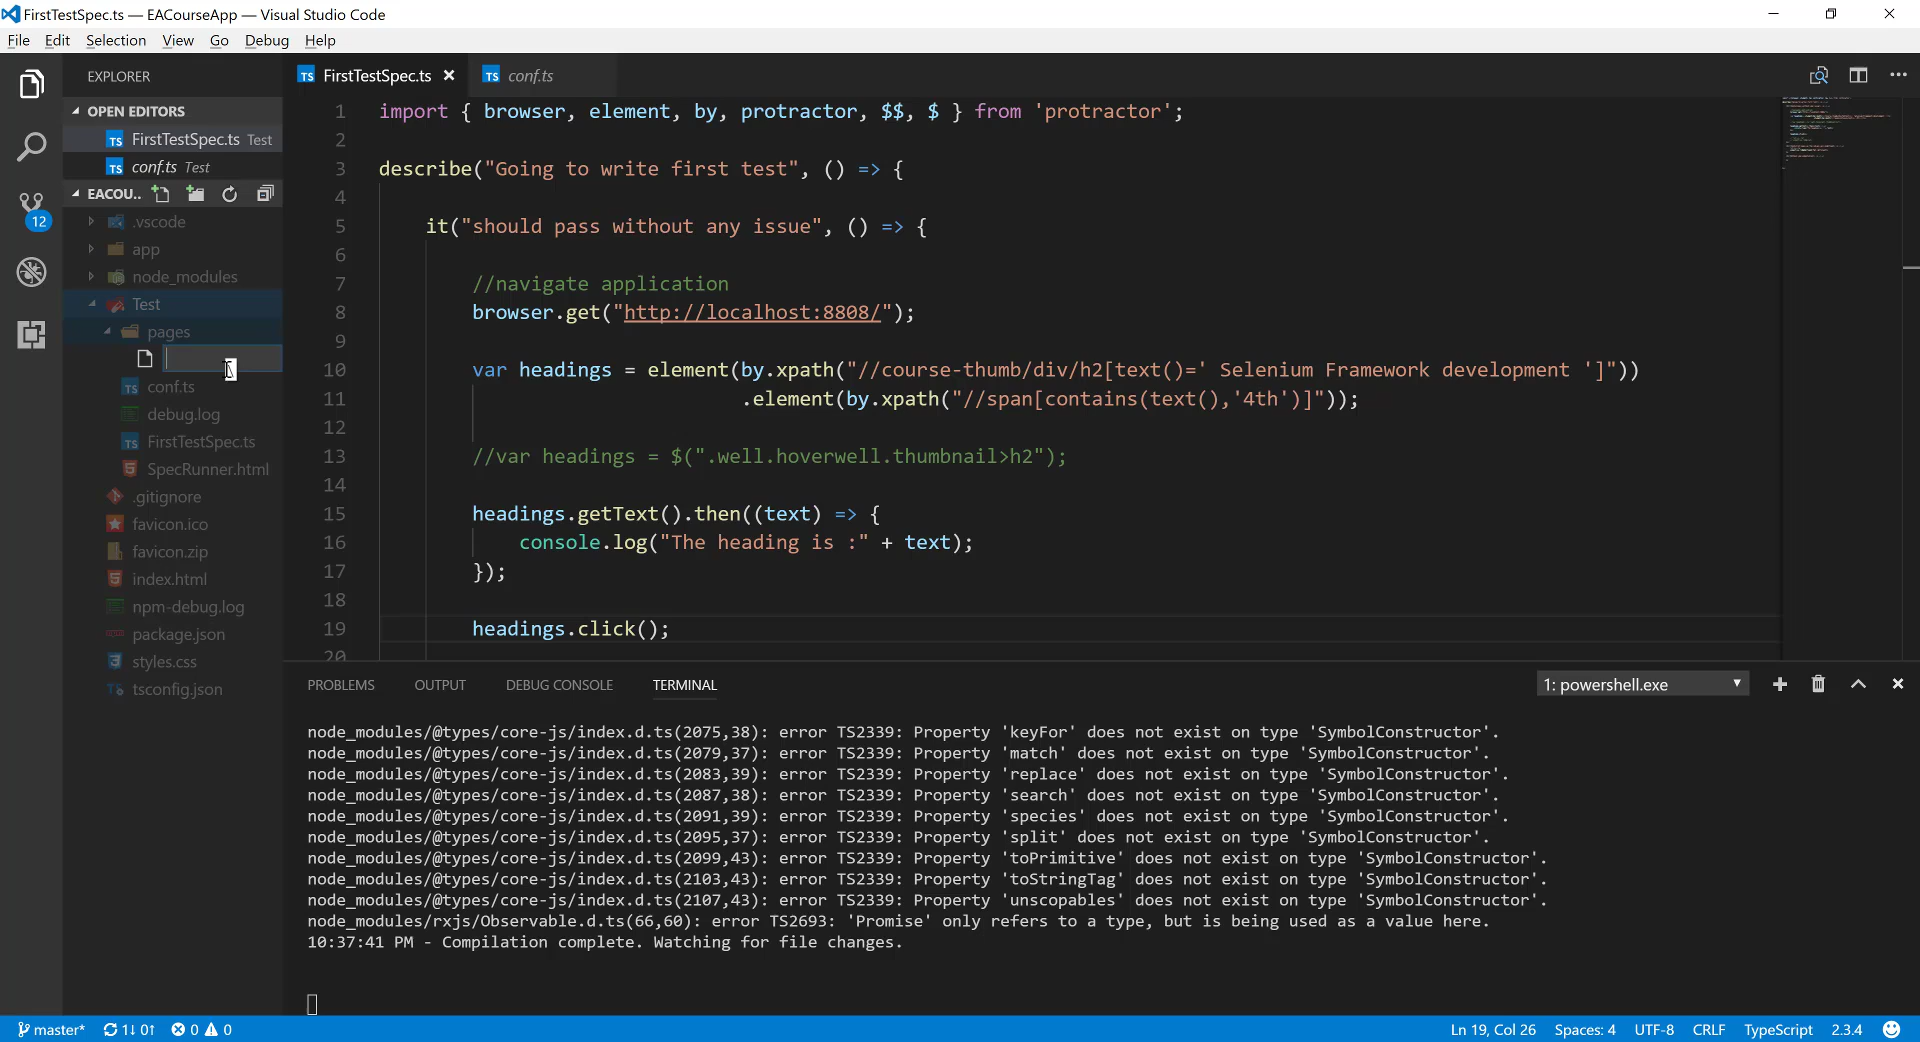 FirstTestSpec.ts — EACourseApp — Visual Studio Code
File Edit Selection View Go Debug Help
EXPLORER
OPEN EDITORS
TS FirstTestSpec.ts Test
TS conf.ts Test
EACOU..
.vscode
app
node_modules
Test
pages
TS conf.ts
debug.log
TS FirstTestSpec.ts
SpecRunner.html
.gitignore
favicon.ico
favicon.zip
index.html
npm-debug.log
package.json
styles.css
tsconfig.json
12
TS FirstTestSpec.ts TS conf.ts
1 import { browser, element, by, protractor, $$, $ } from 'protractor';
2
3 describe("Going to write first test", () => {
4
5 it("should pass without any issue", () => {
6
7 //navigate application
8 browser.get("http://localhost:8808/");
9
10 var headings = element(by.xpath("//course-thumb/div/h2[text()=' Selenium Framework development ']"))
11 .element(by.xpath("//span[contains(text(),'4th')]"));
12
13 //var headings = $(".well.hoverwell.thumbnail>h2");
14
15 headings.getText().then((text) => {
16 console.log("The heading is :" + text);
17 });
18
19 headings.click();
20
PROBLEMS OUTPUT DEBUG CONSOLE TERMINAL 1: powershell.exe
node_modules/@types/core-js/index.d.ts(2075,38): error TS2339: Property 'keyFor' does not exist on type 'SymbolConstructor'.
node_modules/@types/core-js/index.d.ts(2079,37): error TS2339: Property 'match' does not exist on type 'SymbolConstructor'.
node_modules/@types/core-js/index.d.ts(2083,39): error TS2339: Property 'replace' does not exist on type 'SymbolConstructor'.
node_modules/@types/core-js/index.d.ts(2087,38): error TS2339: Property 'search' does not exist on type 'SymbolConstructor'.
node_modules/@types/core-js/index.d.ts(2091,39): error TS2339: Property 'species' does not exist on type 'SymbolConstructor'.
node_modules/@types/core-js/index.d.ts(2095,37): error TS2339: Property 'split' does not exist on type 'SymbolConstructor'.
node_modules/@types/core-js/index.d.ts(2099,43): error TS2339: Property 'toPrimitive' does not exist on type 'SymbolConstructor'.
node_modules/@types/core-js/index.d.ts(2103,43): error TS2339: Property 'toStringTag' does not exist on type 'SymbolConstructor'.
node_modules/@types/core-js/index.d.ts(2107,43): error TS2339: Property 'unscopables' does not exist on type 'SymbolConstructor'.
node_modules/rxjs/Observable.d.ts(66,60): error TS2693: 'Promise' only refers to a type, but is being used as a value here.
10:37:41 PM - Compilation complete. Watching for file changes.
master* 1↓ 0↑ 0 0 Ln 19, Col 26 Spaces: 4 UTF-8 CRLF TypeScript 2.3.4